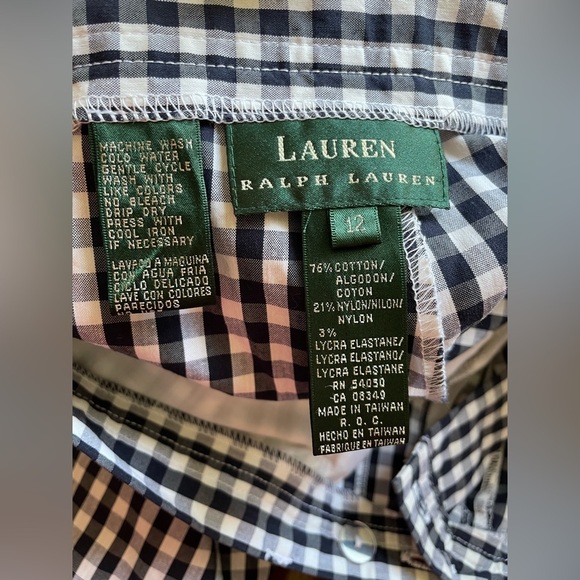 MACHINE WASH
COLD WATER
GENTLE CYCLE
WASH WITH
LIKE COLORS
NO BLEACH
DRIP DRY
PRESS WITH
COOL IRON
IF NECESSARY
LAVADO A MAQUINA
CON AGUA FRIA
CICLO DELICADO
LAVE CON COLORES
PARECIDOS
LAUREN
RALPH LAUREN
12
76% COTTON/
ALGODON/
COTON
21% NYLON/NILON/
NYLON
3%
LYCRA ELASTANE/
LYCRA ELASTANO/
LYCRA ELASTANE
RN 54050
CA 08349
MADE IN TAIWAN
R.O.C.
HECHO EN TAIWAN
FABRIQUE EN TAIWAN